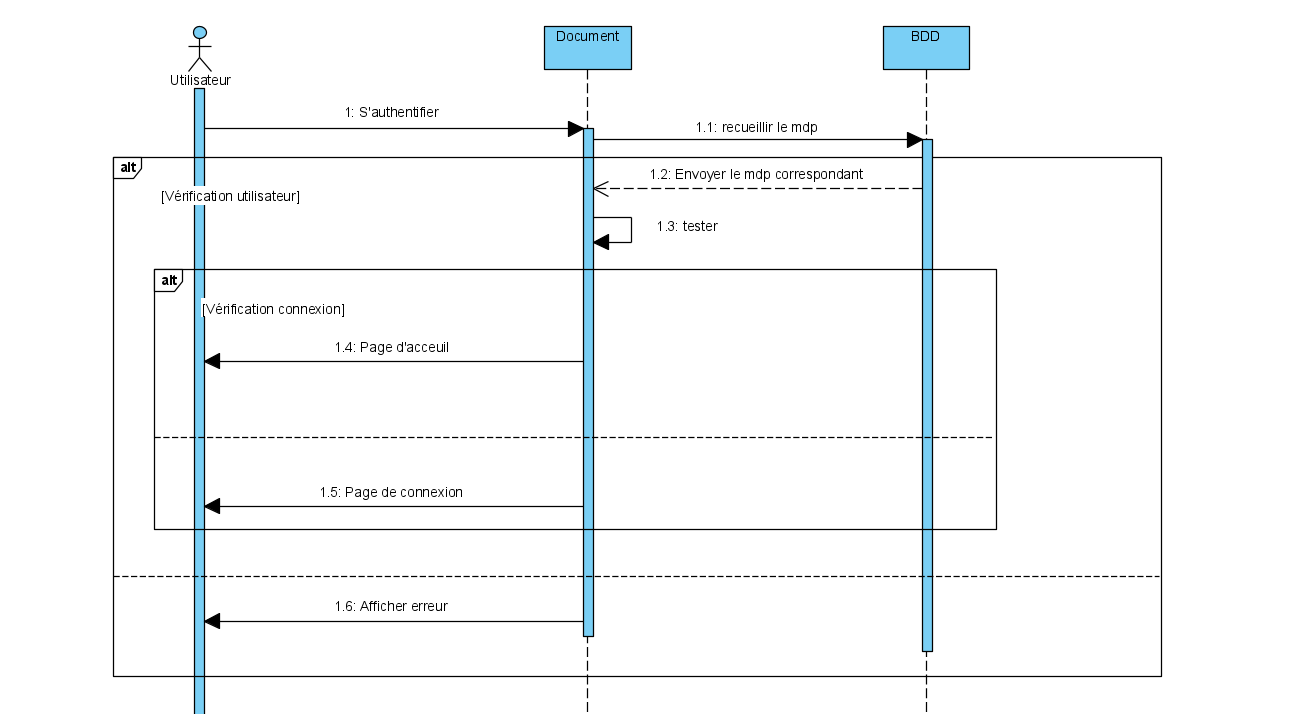 Utilisateur
Document
BDD
1: S'authentifier
1.1: recueillir le mdp
alt
1.2: Envoyer le mdp correspondant
[Vérification utilisateur]
1.3: tester
alt
[Vérification connexion]
1.4: Page d'acceuil
1.5: Page de connexion
1.6: Afficher erreur